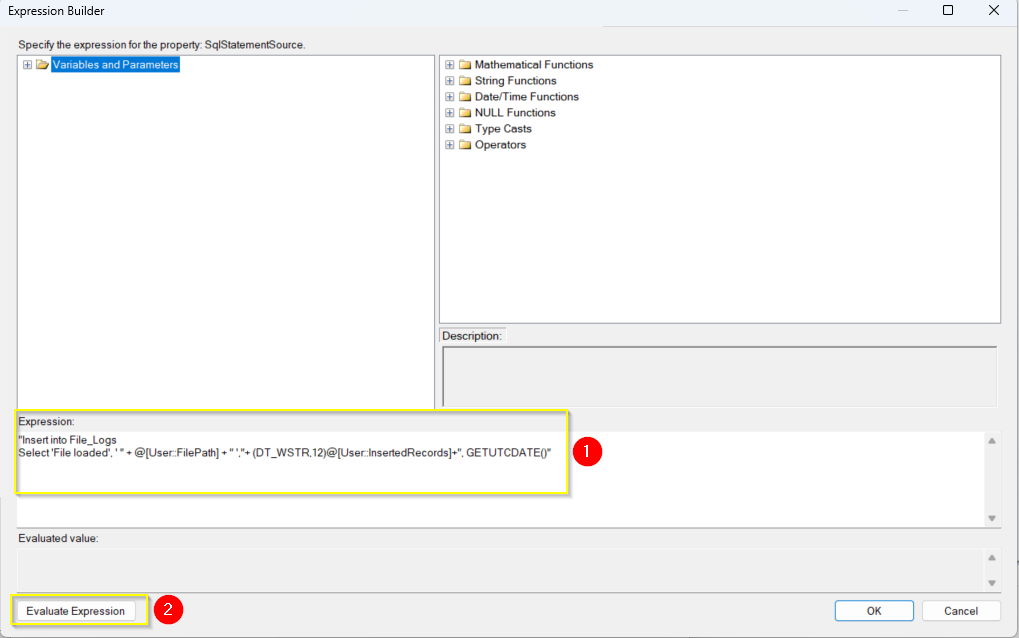 Expression Builder
Specify the expression for the property: SqlStatementSource.
Variables and Parameters
Mathematical Functions
String Functions
Date/Time Functions
NULL Functions
Type Casts
Operators
Description:
Expression:
"Insert into File_Logs
Select 'File loaded', ' " + @[User::FilePath] + " ',"+ (DT_WSTR,12)@[User::InsertedRecords]+", GETUTCDATE()"
1
Evaluated value:
Evaluate Expression
2
OK
Cancel